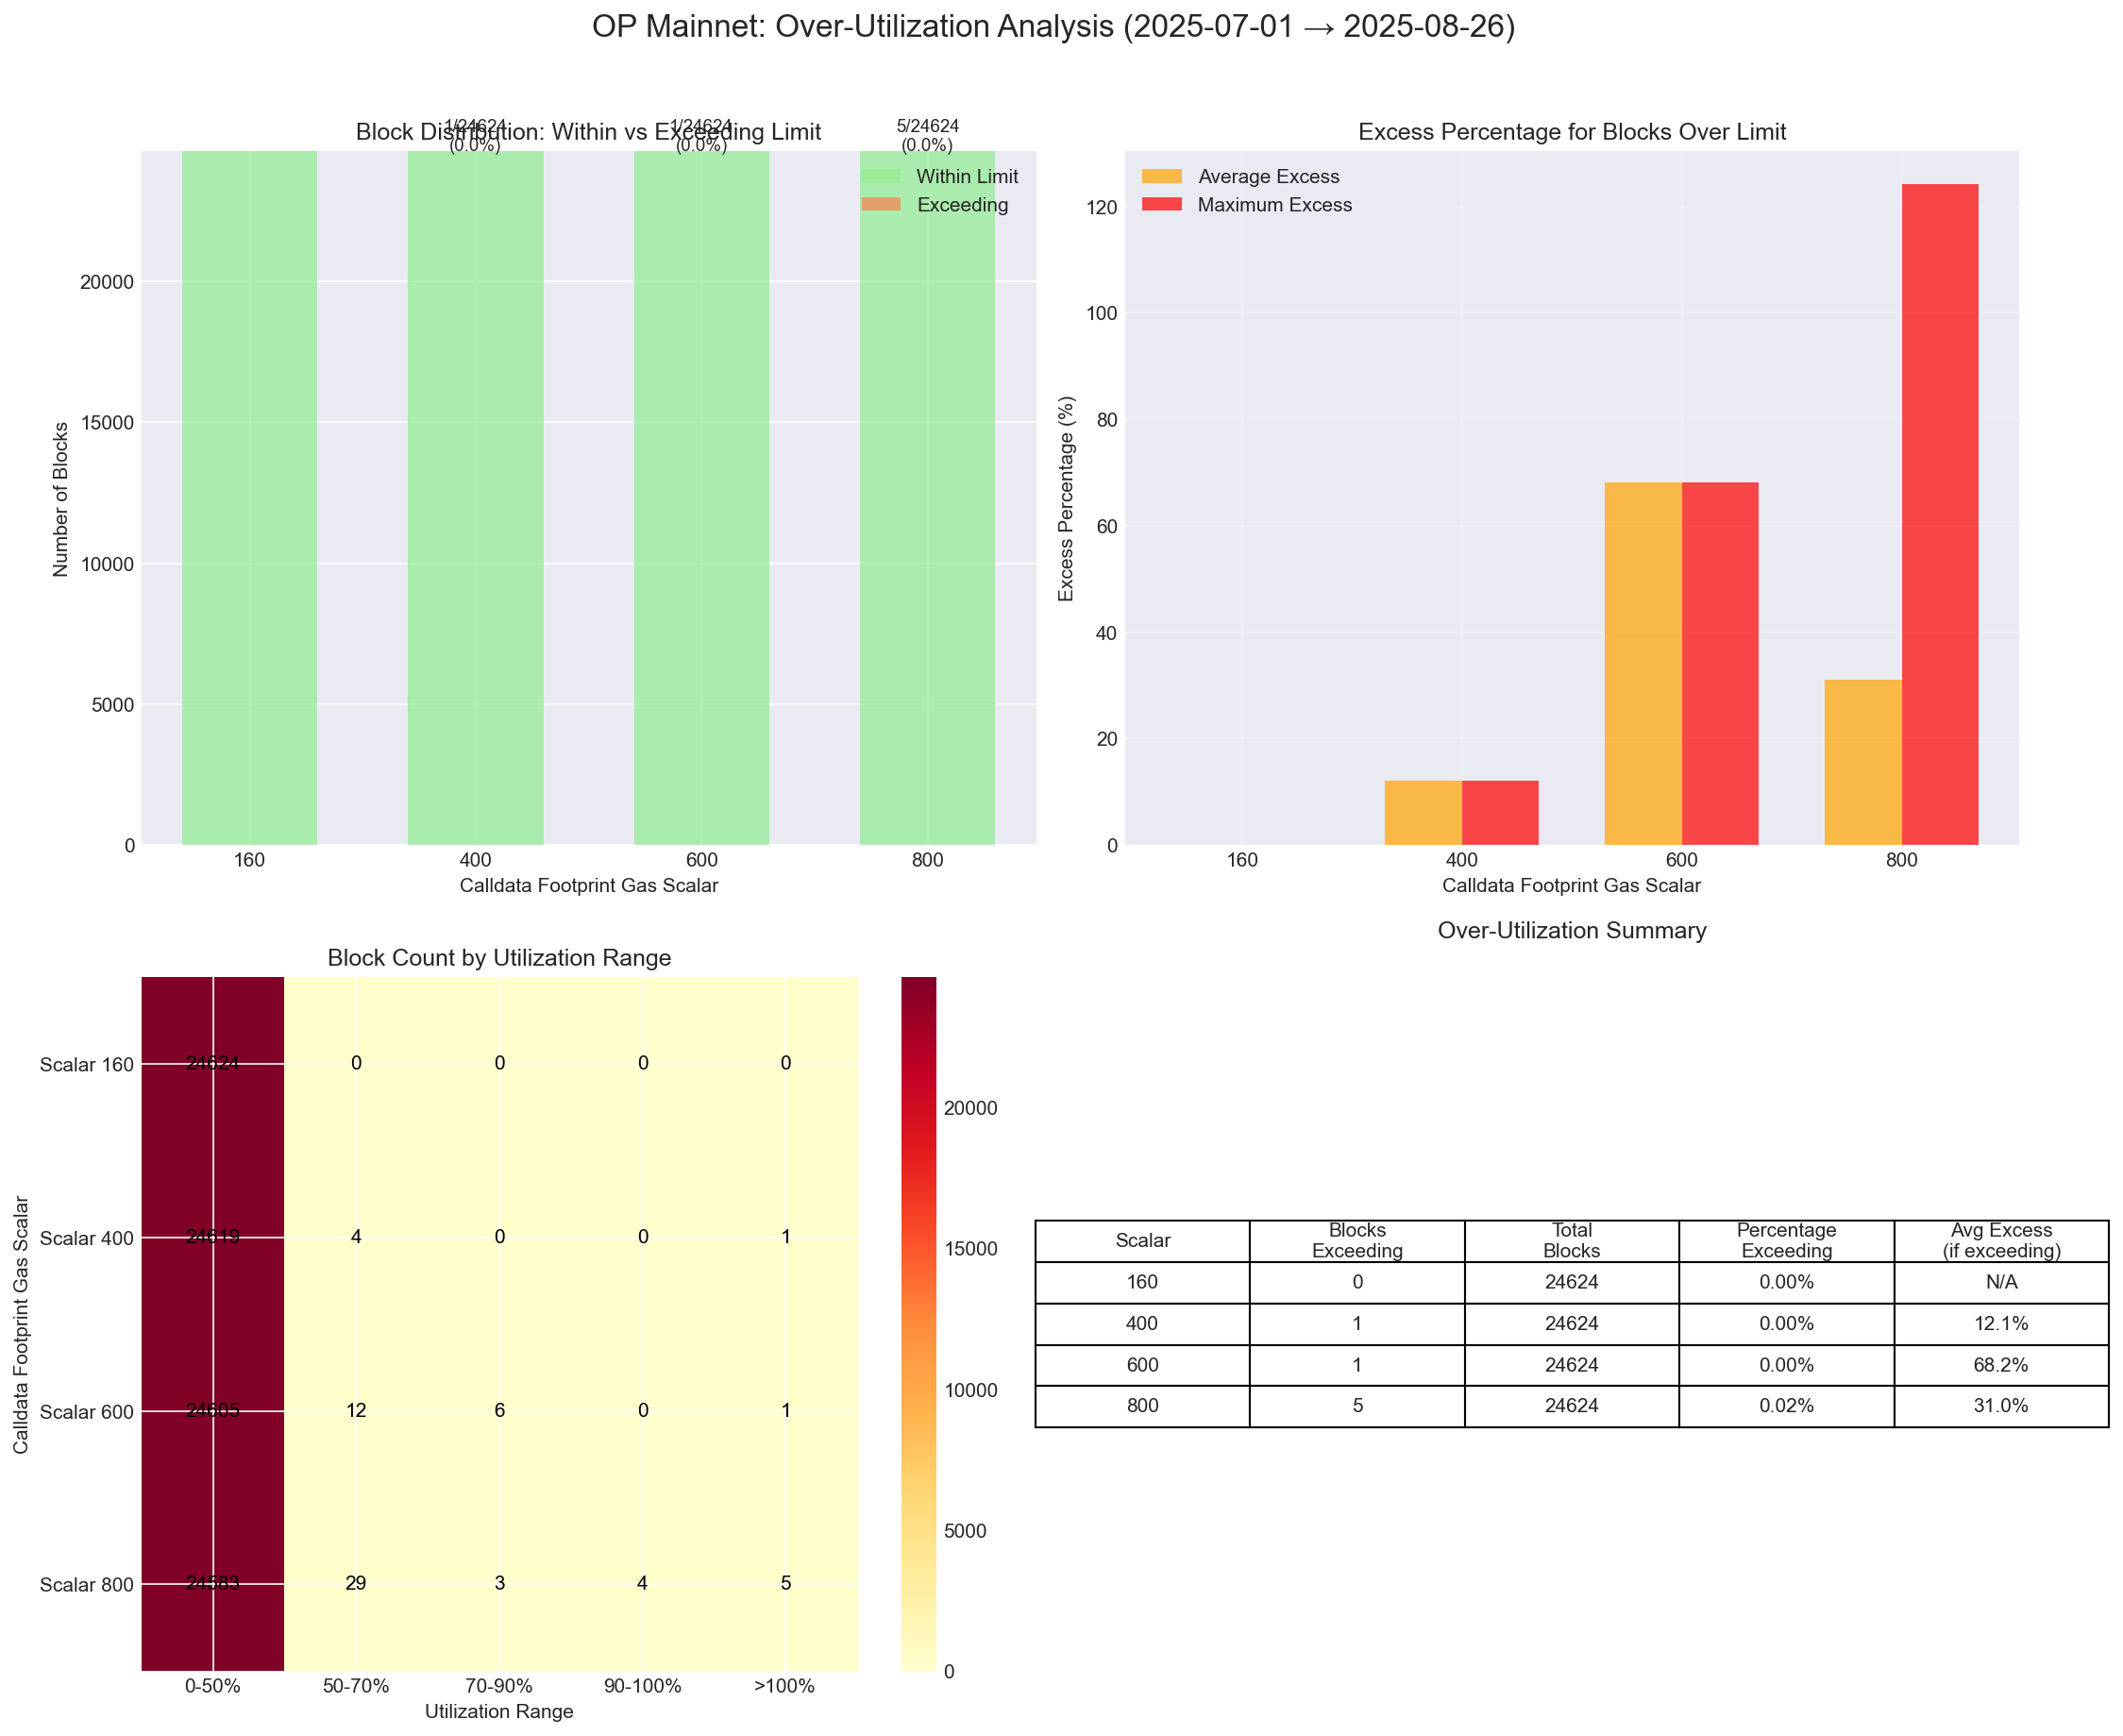 OP Mainnet: Over-Utilization Analysis (2025-07-01 → 2025-08-26)
Block Distribution: Within vs Exceeding Limit
1/24624
(0.0%)
1/24624
(0.0%)
5/24624
(0.0%)
Within Limit
Exceeding
Number of Blocks
20000
15000
10000
5000
0
160 400 600 800
Calldata Footprint Gas Scalar
Excess Percentage for Blocks Over Limit
Average Excess
Maximum Excess
Excess Percentage (%)
120
100
80
60
40
20
0
160 400 600 800
Calldata Footprint Gas Scalar
Block Count by Utilization Range
Calldata Footprint Gas Scalar
Scalar 160 24624 0 0 0 0
Scalar 400 24619 4 0 0 1
Scalar 600 24605 12 6 0 1
Scalar 800 24583 29 3 4 5
0-50% 50-70% 70-90% 90-100% >100%
Utilization Range
20000
15000
10000
5000
0
Over-Utilization Summary
Scalar Blocks Exceeding Total Blocks Percentage Exceeding Avg Excess (if exceeding)
160 0 24624 0.00% N/A
400 1 24624 0.00% 12.1%
600 1 24624 0.00% 68.2%
800 5 24624 0.02% 31.0%